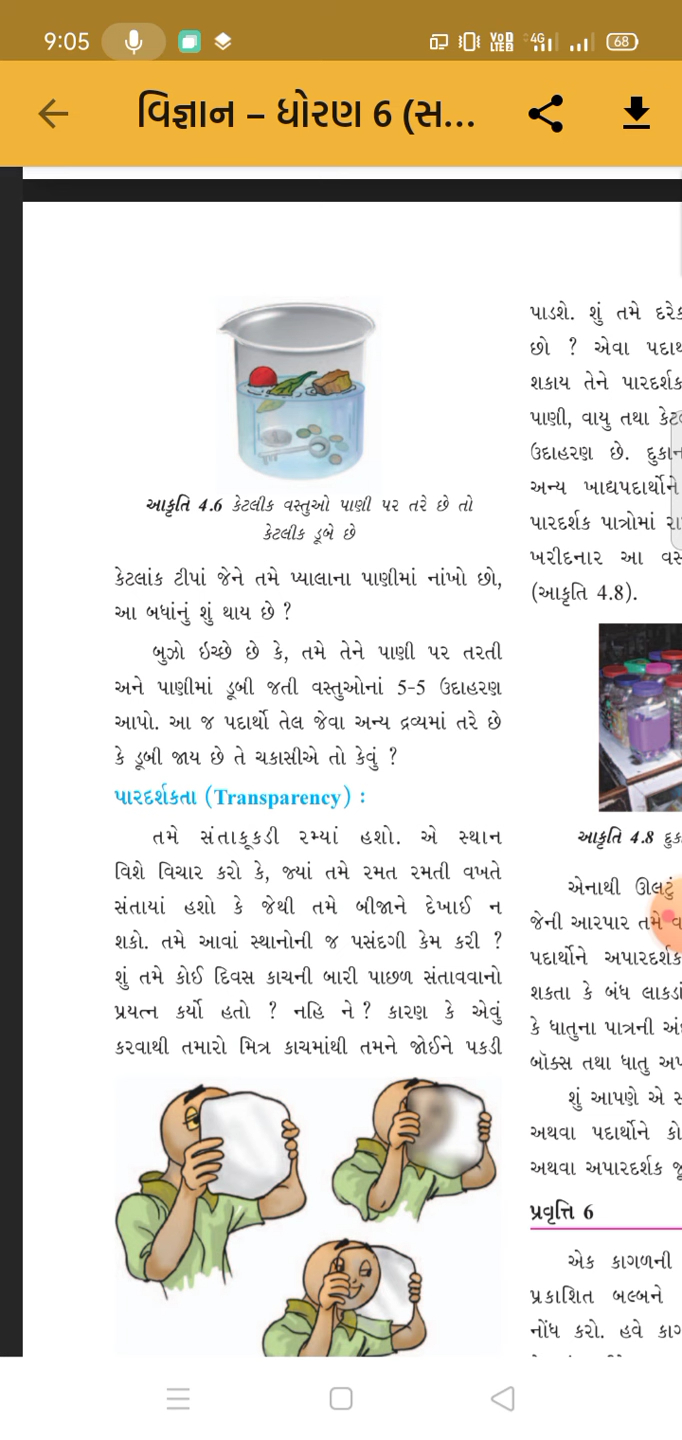 9:05
4G
68
વિજ્ઞાન – ધોરણ 6 (સ...
આકૃતિ 4.6 કેટલીક વસ્તુઓ પાણી પર તરે છે તો
કેટલીક ડૂબે છે
કેટલાંક ટીપાં જેને તમે પ્યાલાના પાણીમાં નાંખો છો,
આ બધાંનું શું થાય છે ?
બુઝો ઇચ્છે છે કે, તમે તેને પાણી પર તરતી
અને પાણીમાં ડૂબી જતી વસ્તુઓનાં 5-5 ઉદાહરણ
આપો. આ જ પદાર્થો તેલ જેવા અન્ય દ્રવ્યમાં તરે છે
કે ડૂબી જાય છે તે ચકાસીએ તો કેવું ?
પારદર્શકતા (Transparency) :
તમે સંતાકૂકડી રમ્યાં હશો. એ સ્થાન
વિશે વિચાર કરો કે, જ્યાં તમે રમત રમતી વખતે
સંતાયાં હશો કે જેથી તમે બીજાને દેખાઈ ન
શકો. તમે આવાં સ્થાનોની જ પસંદગી કેમ કરી ?
શું તમે કોઈ દિવસ કાચની બારી પાછળ સંતાવવાનો
પ્રયત્ન કર્યો હતો ? નહિ ને ? કારણ કે એવું
કરવાથી તમારો મિત્ર કાચમાંથી તમને જોઈને પકડી
પાડશે. શું તમે દરેક
છો ? એવા પદાર્થ
શકાય તેને પારદર્શક
પાણી, વાયુ તથા
ઉદાહરણ છે.
અન્ય ખાદ્યપદાર્થોને
પારદર્શક પાત્રોમાં
ખરીદનાર આ
(આકૃતિ 4.8).
આકૃતિ 4.8
એનાથી ઊલટું
જેની આરપાર તમે
પદાર્થોને અપારદર્શક
શકતા કે બંધ
કે ધાતુના પાત્રની
બૉક્સ તથા ધાતુ
શું આપણે એ
અથવા પદાર્થોને
અથવા અપારદર્શક
પ્રવૃત્તિ 6
એક કાગળની
પ્રકાશિત બલ્બને
નોંધ કરો. હવે